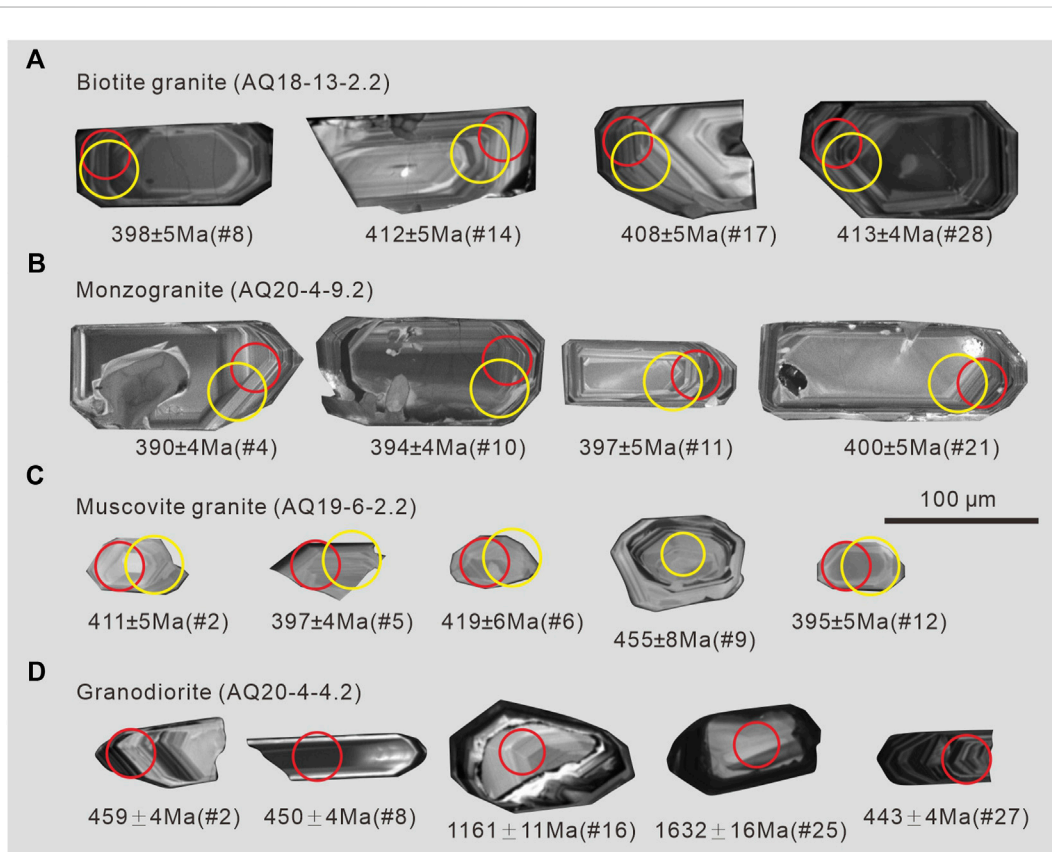 A
Biotite granite (AQ18-13-2.2)
398±5Ma(#8) 412±5Ma(#14) 408±5Ma(#17) 413±4Ma(#28)
B
Monzogranite (AQ20-4-9.2)
390±4Ma(#4) 394±4Ma(#10) 397±5Ma(#11) 400±5Ma(#21)
C
Muscovite granite (AQ19-6-2.2)
100 µm
411±5Ma(#2) 397±4Ma(#5) 419±6Ma(#6) 455±8Ma(#9) 395±5Ma(#12)
D
Granodiorite (AQ20-4-4.2)
459±4Ma(#2) 450±4Ma(#8) 1161±11Ma(#16) 1632±16Ma(#25) 443±4Ma(#27)